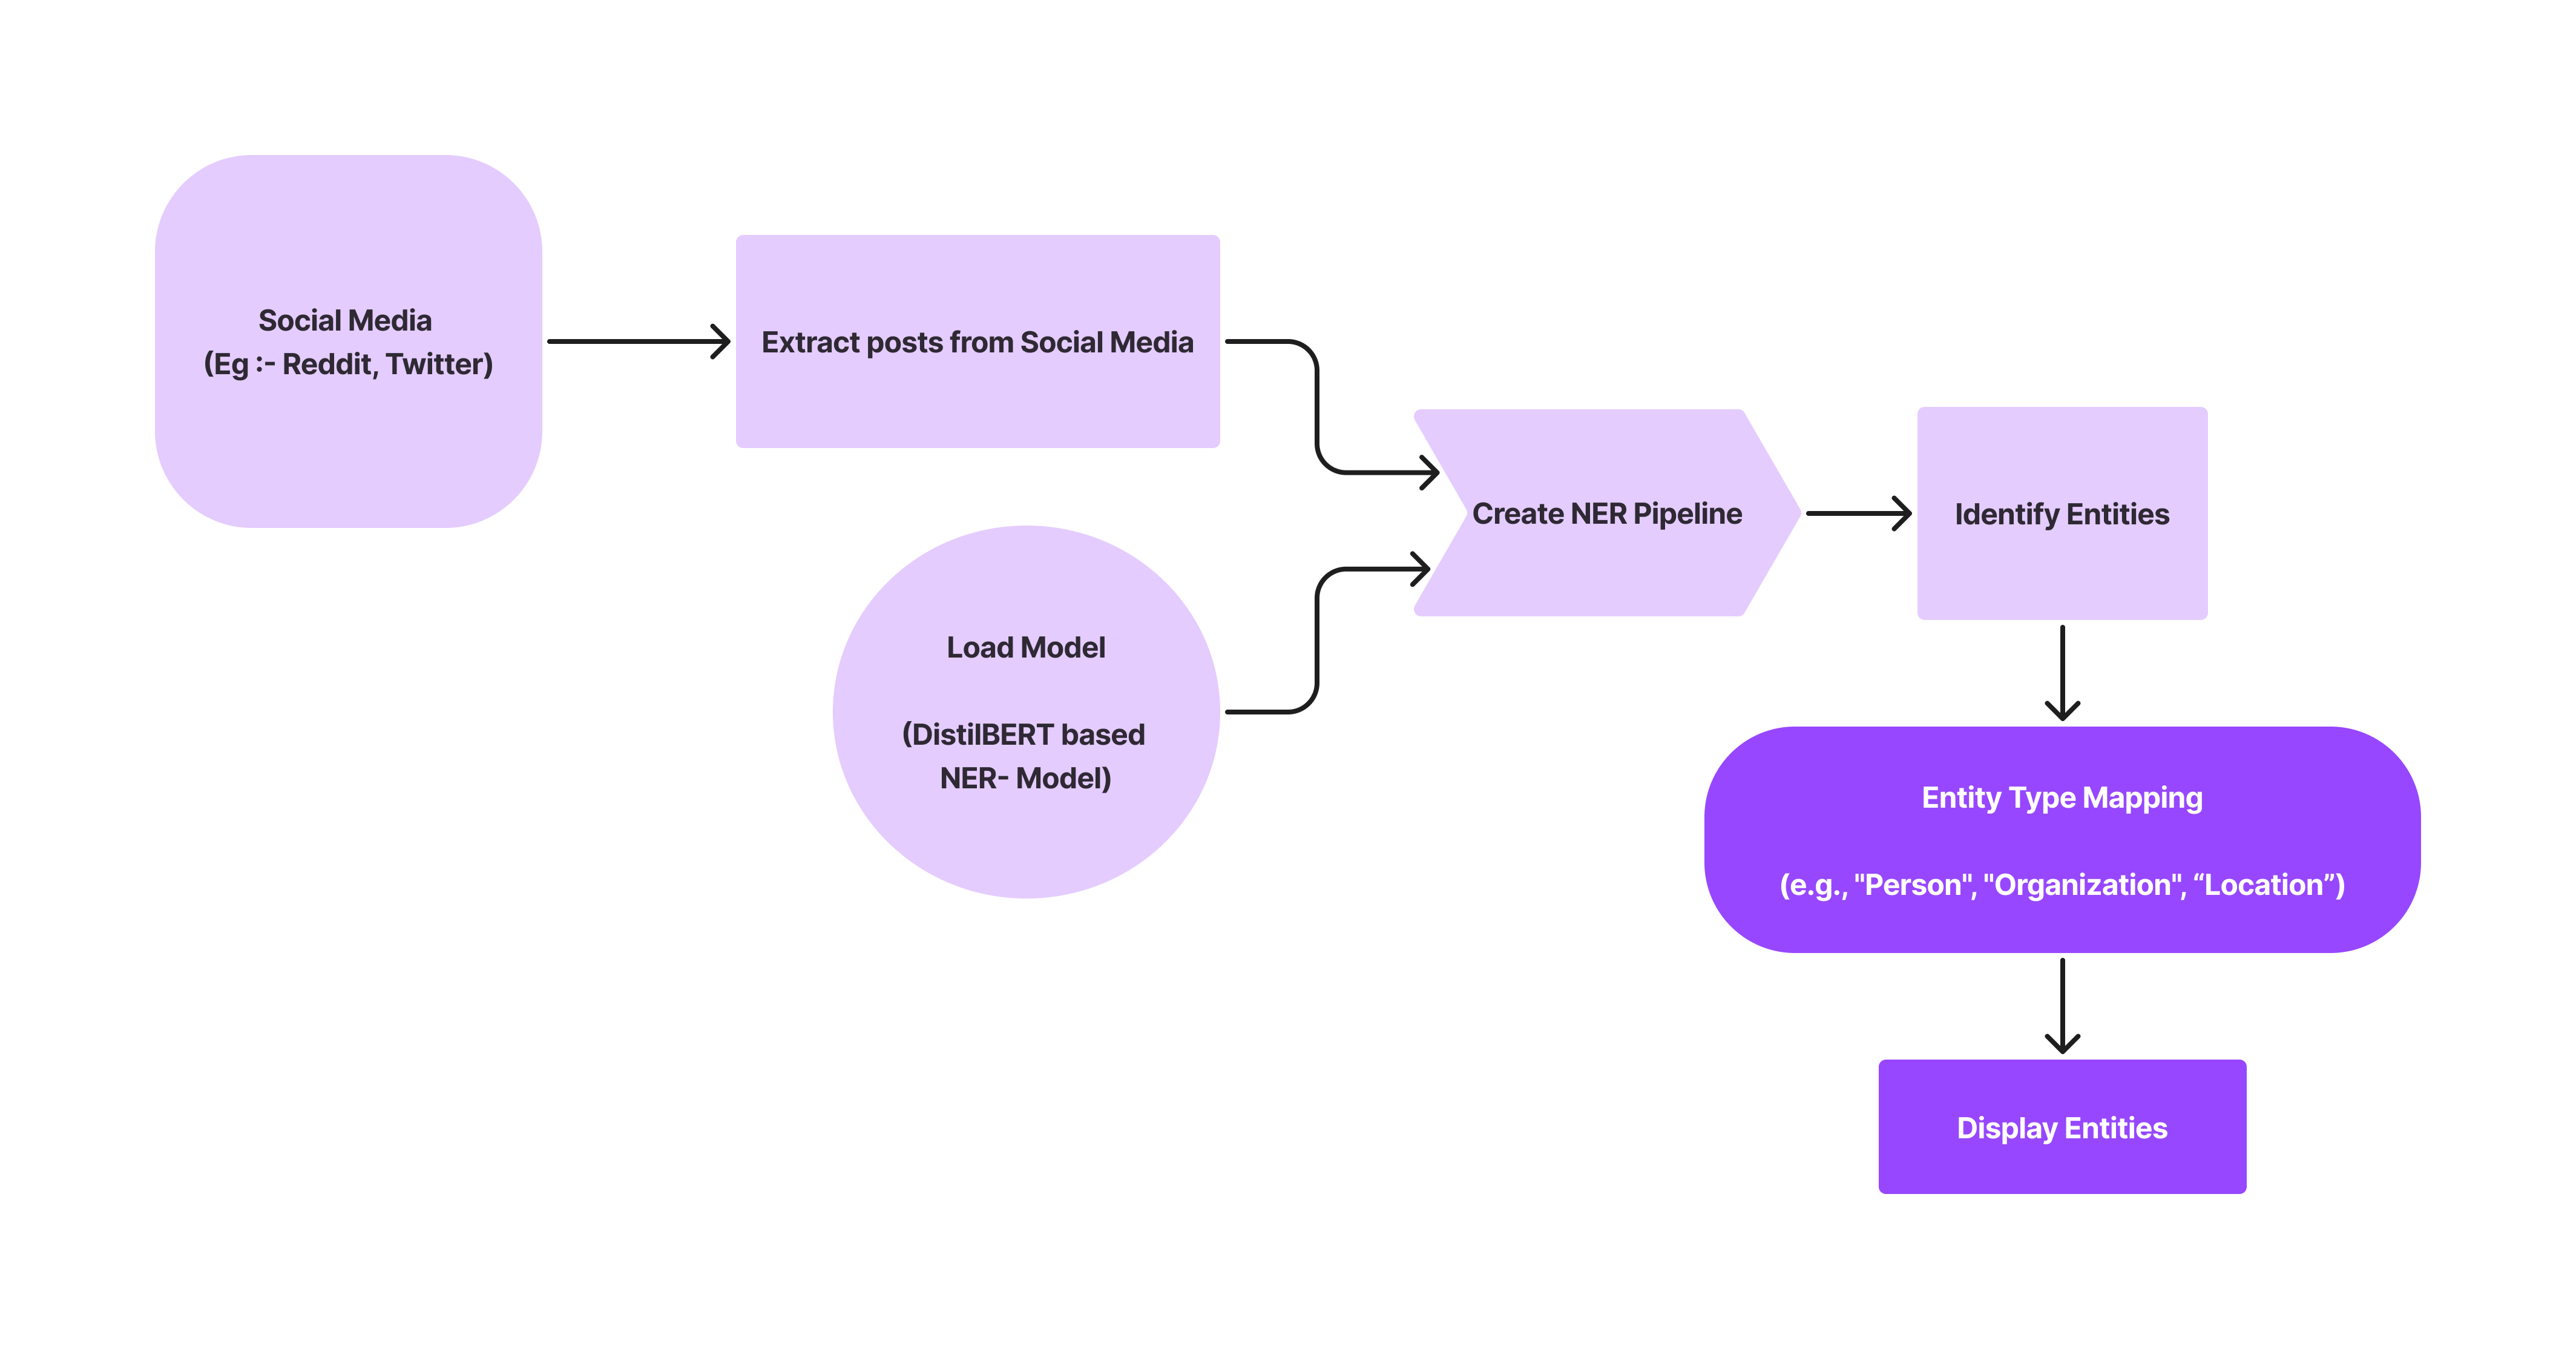 Social Media
(Eg :- Reddit, Twitter)
Extract posts from Social Media
Load Model
(DistilBERT based
NER- Model)
Create NER Pipeline
Identify Entities
Entity Type Mapping
(e.g., "Person", "Organization", “Location”)
Display Entities